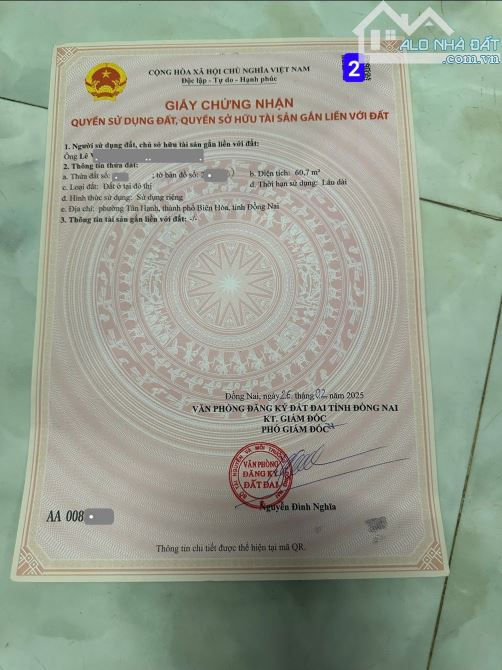 ALO NHÀ ĐẤT
.com.vn
2
CỘNG HÒA XÃ HỘI CHỦ NGHĨA VIỆT NAM
Độc lập - Tự do - Hạnh phúc
GIẤY CHỨNG NHẬN
QUYỀN SỬ DỤNG ĐẤT, QUYỀN SỞ HỮU TÀI SẢN GẮN LIỀN VỚI ĐẤT
1. Người sử dụng đất, chủ sở hữu tài sản gắn liền với đất:
Ông Lê
2. Thông tin thửa đất:
a. Thửa đất số: ; tờ bản đồ số: b. Diện tích: 60,7 m²
c. Loại đất: Đất ở tại đô thị d. Thời hạn sử dụng: Lâu dài
đ. Hình thức sử dụng: Sử dụng riêng
e. Địa chỉ: phường Tân Hạnh, thành phố Biên Hòa, tỉnh Đồng Nai
3. Thông tin tài sản gắn liền với đất: -/-
Đồng Nai, ngày 26 tháng 02 năm 2025
VĂN PHÒNG ĐĂNG KÝ ĐẤT ĐAI TỈNH ĐỒNG NAI
KT. GIÁM ĐỐC
PHÓ GIÁM ĐỐC
VĂN PHÒNG
ĐĂNG KÝ
ĐẤT ĐAI
Nguyễn Đình Nghĩa
AA 008
Thông tin chi tiết được thể hiện tại mã QR.